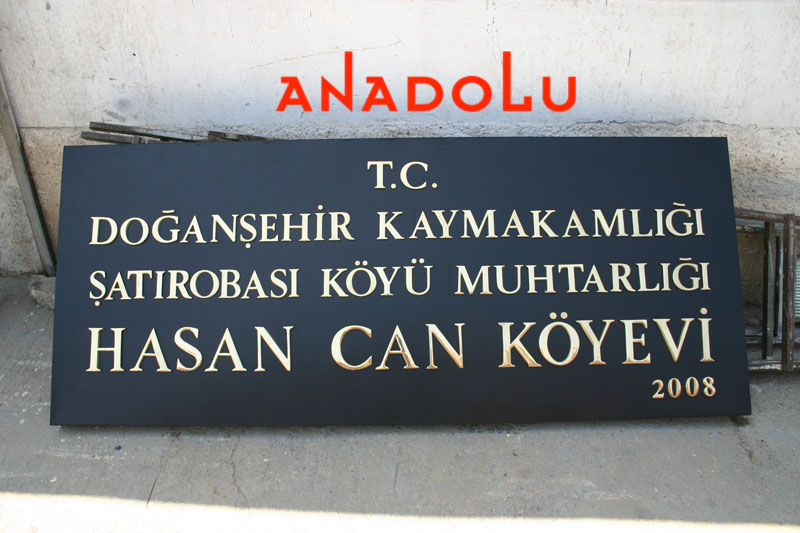 ANADOLU
T.C.
DOĞANŞEHİR KAYMAKAMLIĞI
ŞATIROBASI KÖYÜ MUHTARLIĞI
HASAN CAN KÖYEVİ
2008